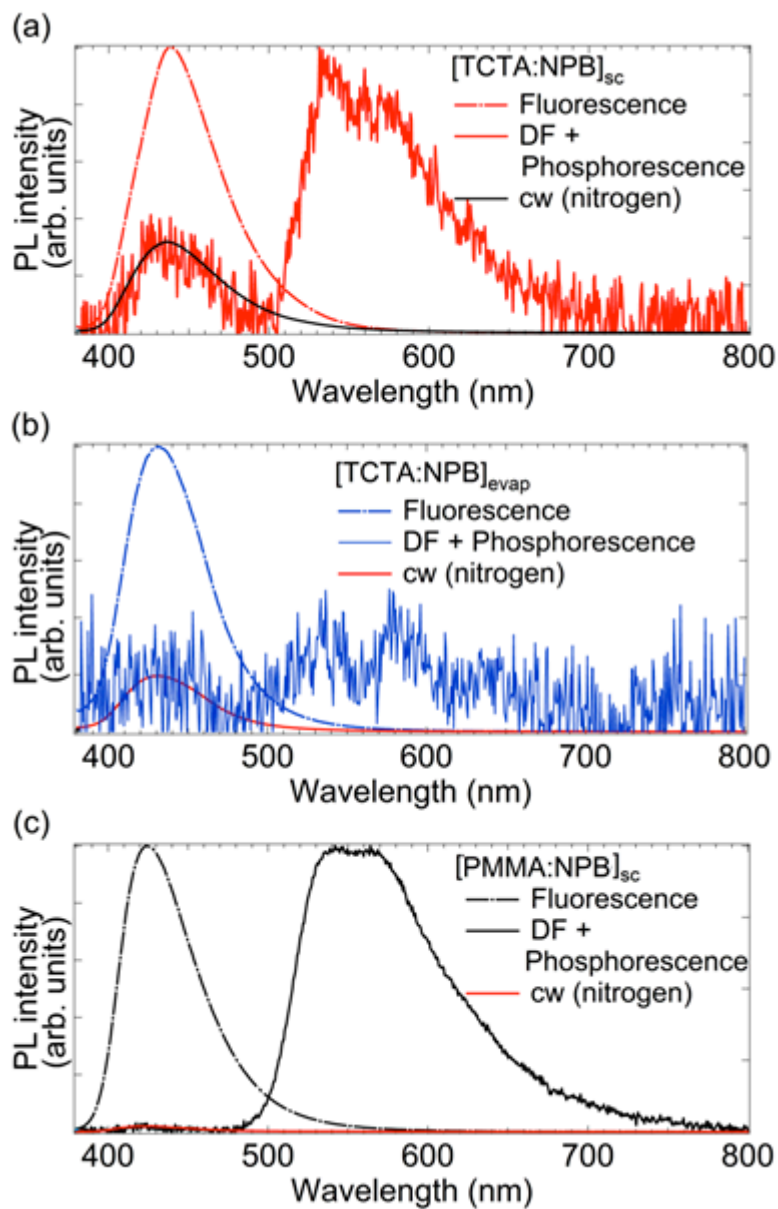 (a)
[TCTA:NPB]sc
Fluorescence
DF +
Phosphorescence
cw (nitrogen)
PL intensity
(arb. units)
400 500 600 700 800
Wavelength (nm)
(b)
[TCTA:NPB]evap
Fluorescence
DF + Phosphorescence
cw (nitrogen)
PL intensity
(arb. units)
400 500 600 700 800
Wavelength (nm)
(c)
[PMMA:NPB]sc
Fluorescence
DF +
Phosphorescence
cw (nitrogen)
PL intensity
(arb. units)
400 500 600 700 800
Wavelength (nm)